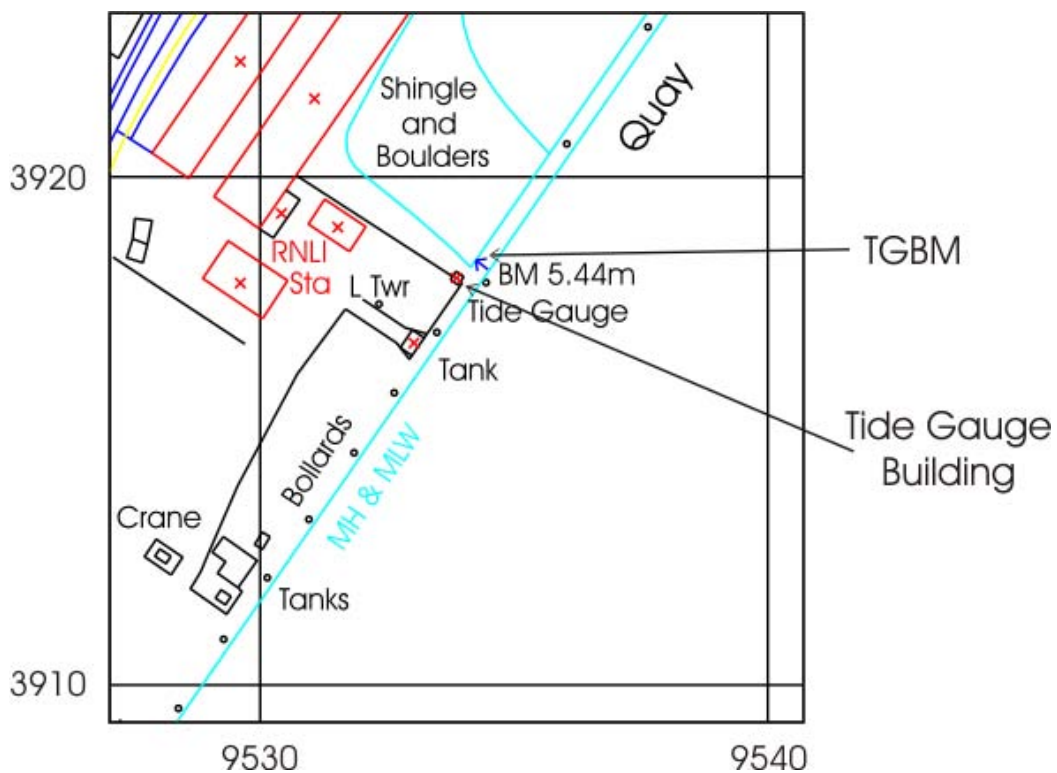 Shingle
and
Boulders
Quay
3920
TGBM
RNLI
Sta
BM 5.44m
L Twr
Tide Gauge
Tank
Tide Gauge
Building
Bollards
MH & MLW
Crane
Tanks
3910
9530
9540